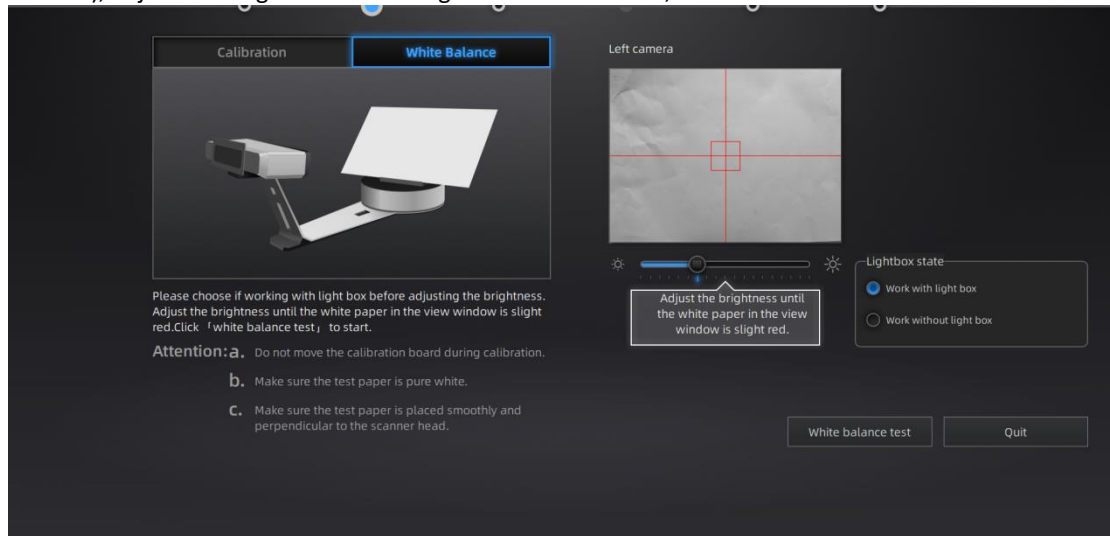 Calibration
White Balance
Please choose if working with light box before adjusting the brightness.
Adjust the brightness until the white paper in the view window is slight
red.Click 「white balance test」 to start.
Attention: a. Do not move the calibration board during calibration.
b. Make sure the test paper is pure white.
c. Make sure the test paper is placed smoothly and
perpendicular to the scanner head.
Left camera
Adjust the brightness until
the white paper in the view
window is slight red.
Lightbox state
Work with light box
Work without light box
White balance test
Quit